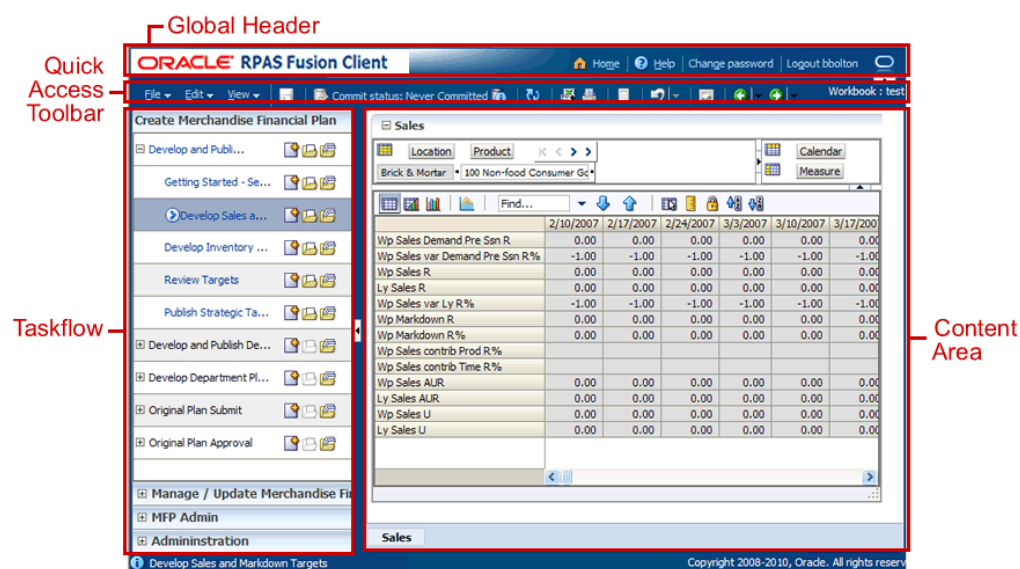 Global Header
Quick
Access
Toolbar
ORACLE RPAS Fusion Client
Home Help Change password Logout bbolton
File Edit View Commit status: Never Committed Workbook : test
Create Merchandise Financial Plan
Develop and Publi...
Getting Started - Se...
Develop Sales a...
Develop Inventory ...
Review Targets
Publish Strategic Ta...
Develop and Publish De...
Develop Department Pl...
Original Plan Submit
Original Plan Approval
Manage / Update Merchandise Fi
MFP Admin
Admininstration
Taskflow
Sales
Location Product Calendar
Brick & Mortar 100 Non-food Consumer Go Measure
Find...
2/10/2007 2/17/2007 2/24/2007 3/3/2007 3/10/2007 3/17/200
Wp Sales Demand Pre Ssn R 0.00 0.00 0.00 0.00 0.00 0.00
Wp Sales var Demand Pre Ssn R% -1.00 -1.00 -1.00 -1.00 -1.00 -1.00
Wp Sales R 0.00 0.00 0.00 0.00 0.00 0.00
Ly Sales R 0.00 0.00 0.00 0.00 0.00 0.00
Wp Sales var Ly R% -1.00 -1.00 -1.00 -1.00 -1.00 -1.00
Wp Markdown R 0.00 0.00 0.00 0.00 0.00 0.00
Wp Markdown R% 0.00 0.00 0.00 0.00 0.00 0.00
Wp Sales contrib Prod R%
Wp Sales contrib Time R%
Wp Sales AUR 0.00 0.00 0.00 0.00 0.00 0.00
Ly Sales AUR 0.00 0.00 0.00 0.00 0.00 0.00
Wp Sales U 0.00 0.00 0.00 0.00 0.00 0.00
Ly Sales U 0.00 0.00 0.00 0.00 0.00 0.00
Content
Area
Sales
Develop Sales and Markdown Targets
Copyright 2008-2010, Oracle. All rights reserv